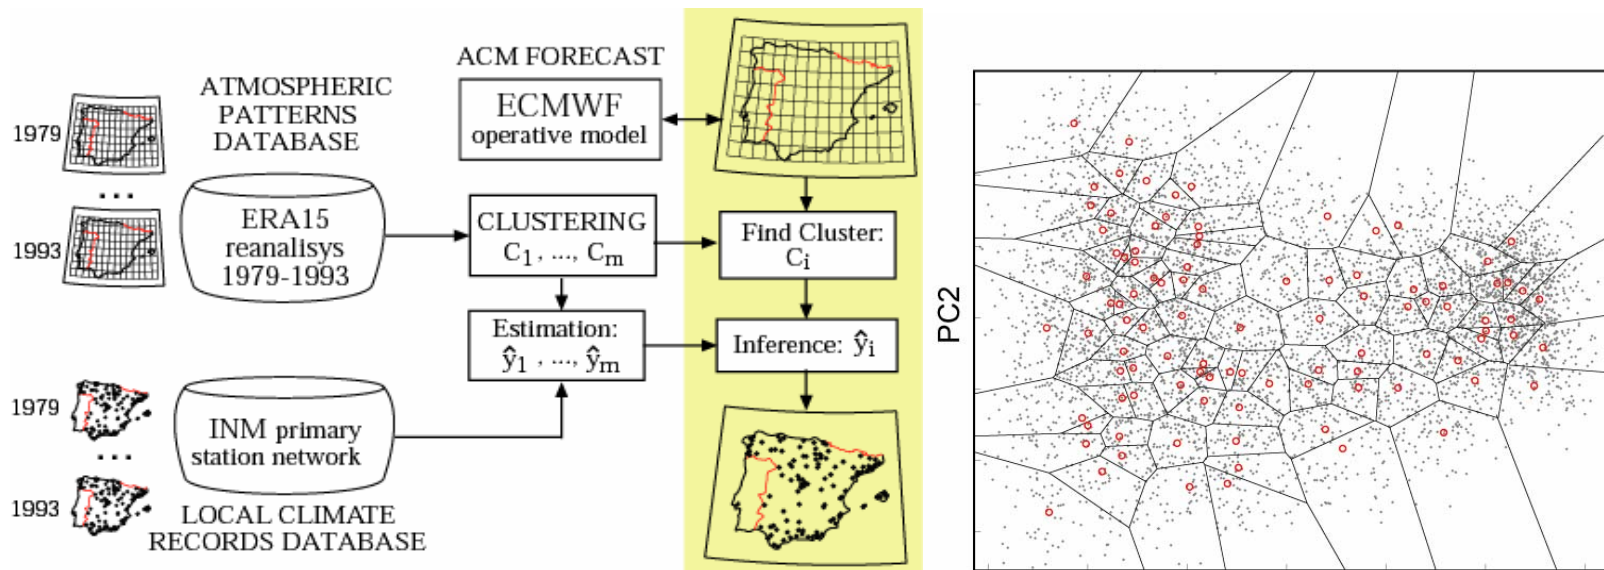 ATMOSPHERIC
PATTERNS
DATABASE
1979
...
1993
ERA15
reanalisys
1979-1993
ACM FORECAST
ECMWF
operative model
CLUSTERING
C1 , ..., Cm
Find Cluster:
Ci
Estimation:
ŷ1 , ..., ŷm
Inference: ŷi
1979
...
1993
INM primary
station network
LOCAL CLIMATE
RECORDS DATABASE
PC2